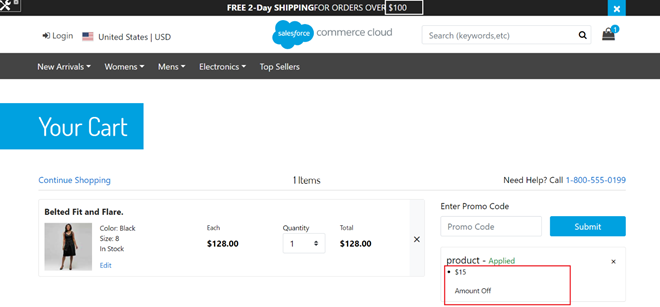 FREE 2-Day SHIPPINGFOR ORDERS OVER $100
Login United States | USD
salesforce commerce cloud
Search (keywords,etc)
1
New Arrivals Womens Mens Electronics Top Sellers
Your Cart
Continue Shopping 1 Items Need Help? Call 1-800-555-0199
Belted Fit and Flare.
Color: Black
Size: 8
In Stock
Edit
Each
$128.00
Quantity
1
Total
$128.00
Enter Promo Code
Promo Code Submit
product - Applied
$15
Amount Off